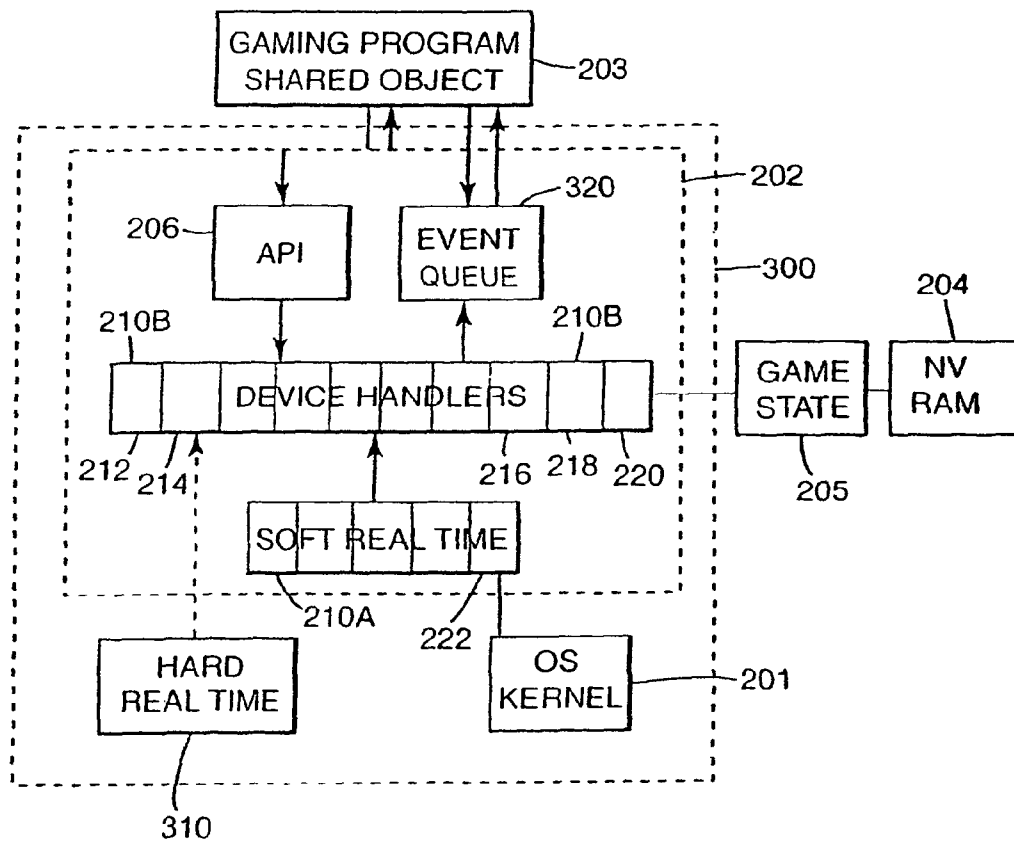 GAMING PROGRAM
SHARED OBJECT
203
202
320
206
API
EVENT
QUEUE
300
204
210B
210B
DEVICE HANDLERS
GAME
STATE
NV
RAM
212
214
216
218
220
205
SOFT REAL TIME
210A
222
HARD
REAL TIME
OS
KERNEL
201
310